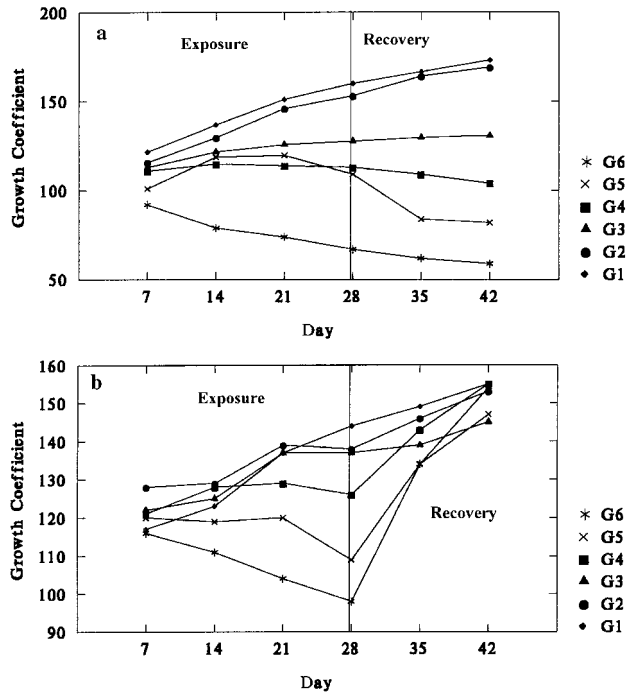 a
Exposure
Recovery
Growth Coefficient
200
150
100
50
7 14 21 28 35 42
Day
G6
G5
G4
G3
G2
G1
b
Exposure
Recovery
Growth Coefficient
160
150
140
130
120
110
100
90
7 14 21 28 35 42
Day
G6
G5
G4
G3
G2
G1